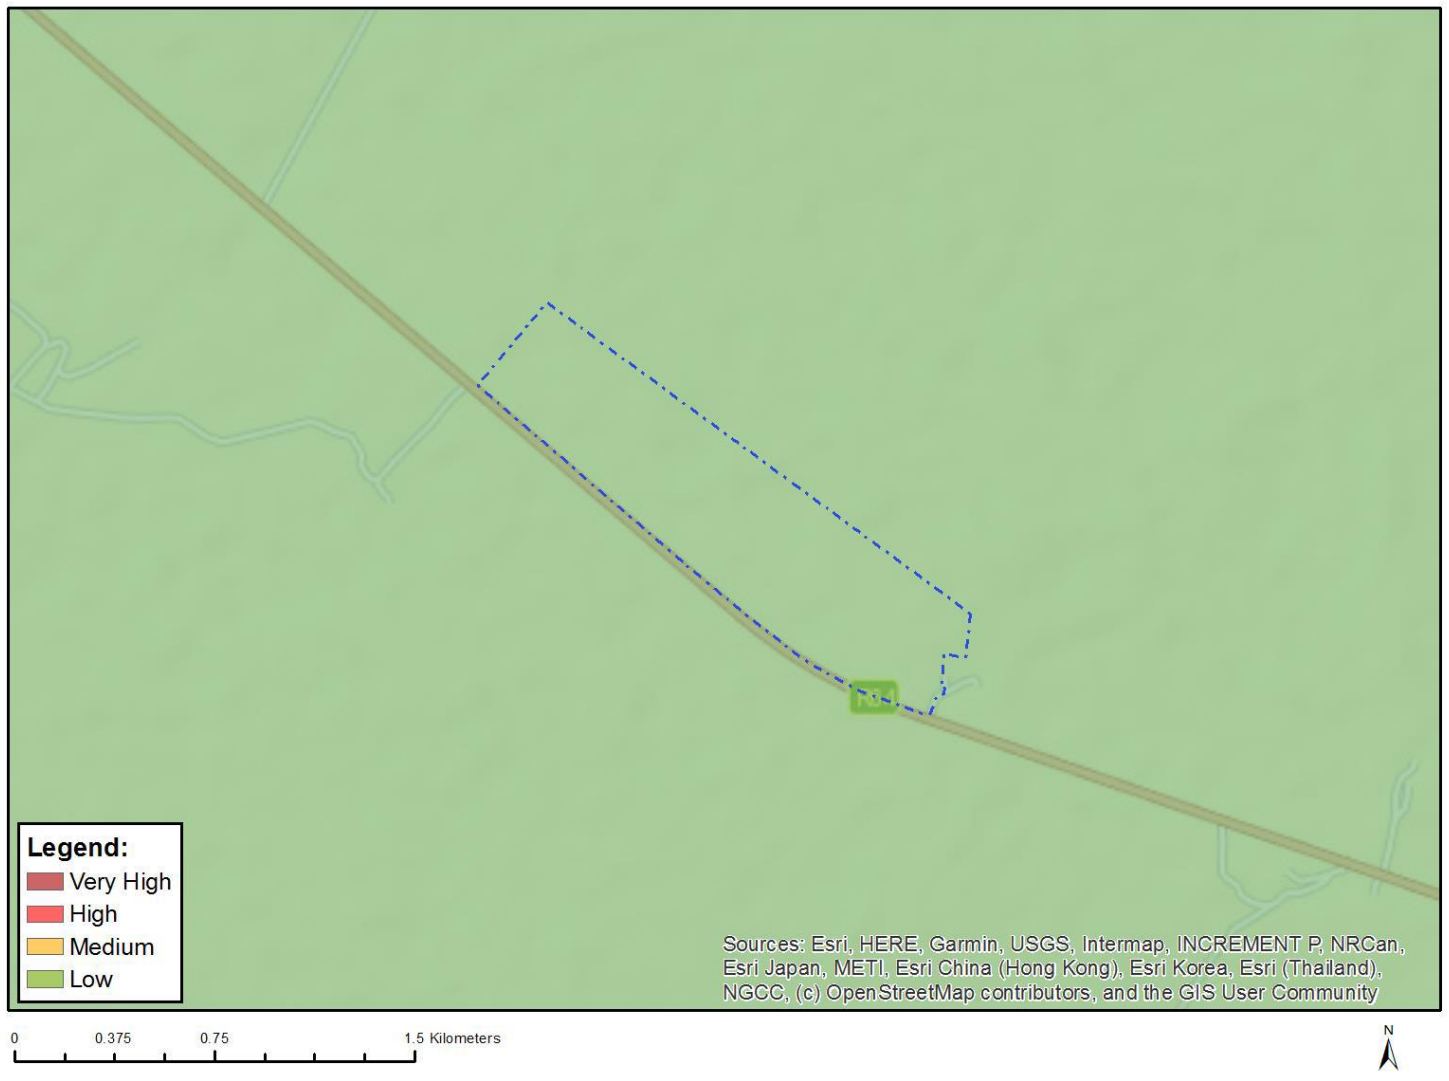 R64
Legend:
Very High
High
Medium
Low
Sources: Esri, HERE, Garmin, USGS, Intermap, INCREMENT P, NRCan,
Esri Japan, METI, Esri China (Hong Kong), Esri Korea, Esri (Thailand),
NGCC, (c) OpenStreetMap contributors, and the GIS User Community
0 0.375 0.75 1.5 Kilometers
N